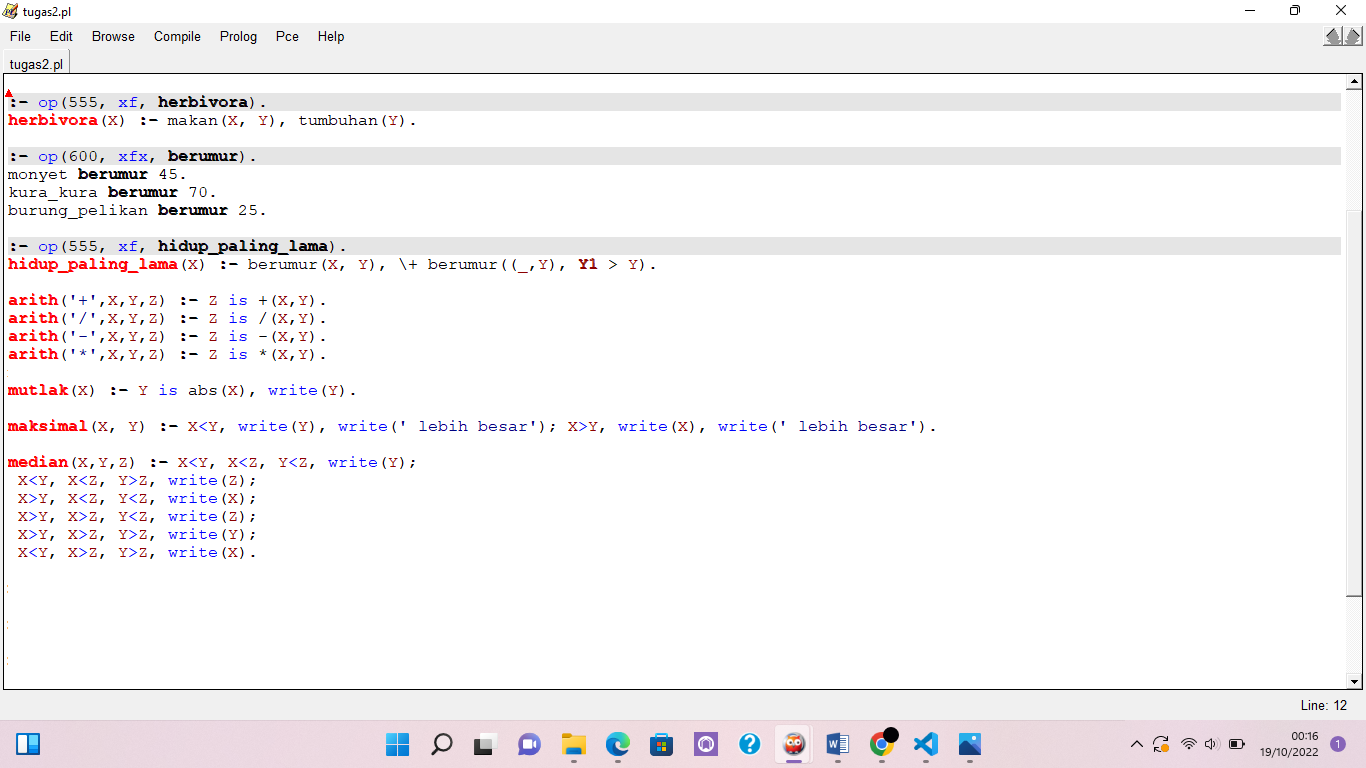 tugas2.pl
File Edit Browse Compile Prolog Pce Help
tugas2.pl
:- op(555, xf, herbivora).
herbivora(X) :- makan(X, Y), tumbuhan(Y).
:- op(600, xfx, berumur).
monyet berumur 45.
kura_kura berumur 70.
burung_pelikan berumur 25.
:- op(555, xf, hidup_paling_lama).
hidup_paling_lama(X) :- berumur(X, Y), \+ berumur((_,Y), Y1 > Y).
arith('+',X,Y,Z) :- Z is +(X,Y).
arith('/',X,Y,Z) :- Z is /(X,Y).
arith('-',X,Y,Z) :- Z is -(X,Y).
arith('*',X,Y,Z) :- Z is *(X,Y).
mutlak(X) :- Y is abs(X), write(Y).
maksimal(X, Y) :- X<Y, write(Y), write(' lebih besar'); X>Y, write(X), write(' lebih besar').
median(X,Y,Z) :- X<Y, X<Z, Y<Z, write(Y);
X<Y, X<Z, Y>Z, write(Z);
X>Y, X<Z, Y<Z, write(X);
X>Y, X>Z, Y<Z, write(Z);
X>Y, X>Z, Y>Z, write(Y);
X<Y, X>Z, Y>Z, write(X).
Line: 12
00:16
19/10/2022
1